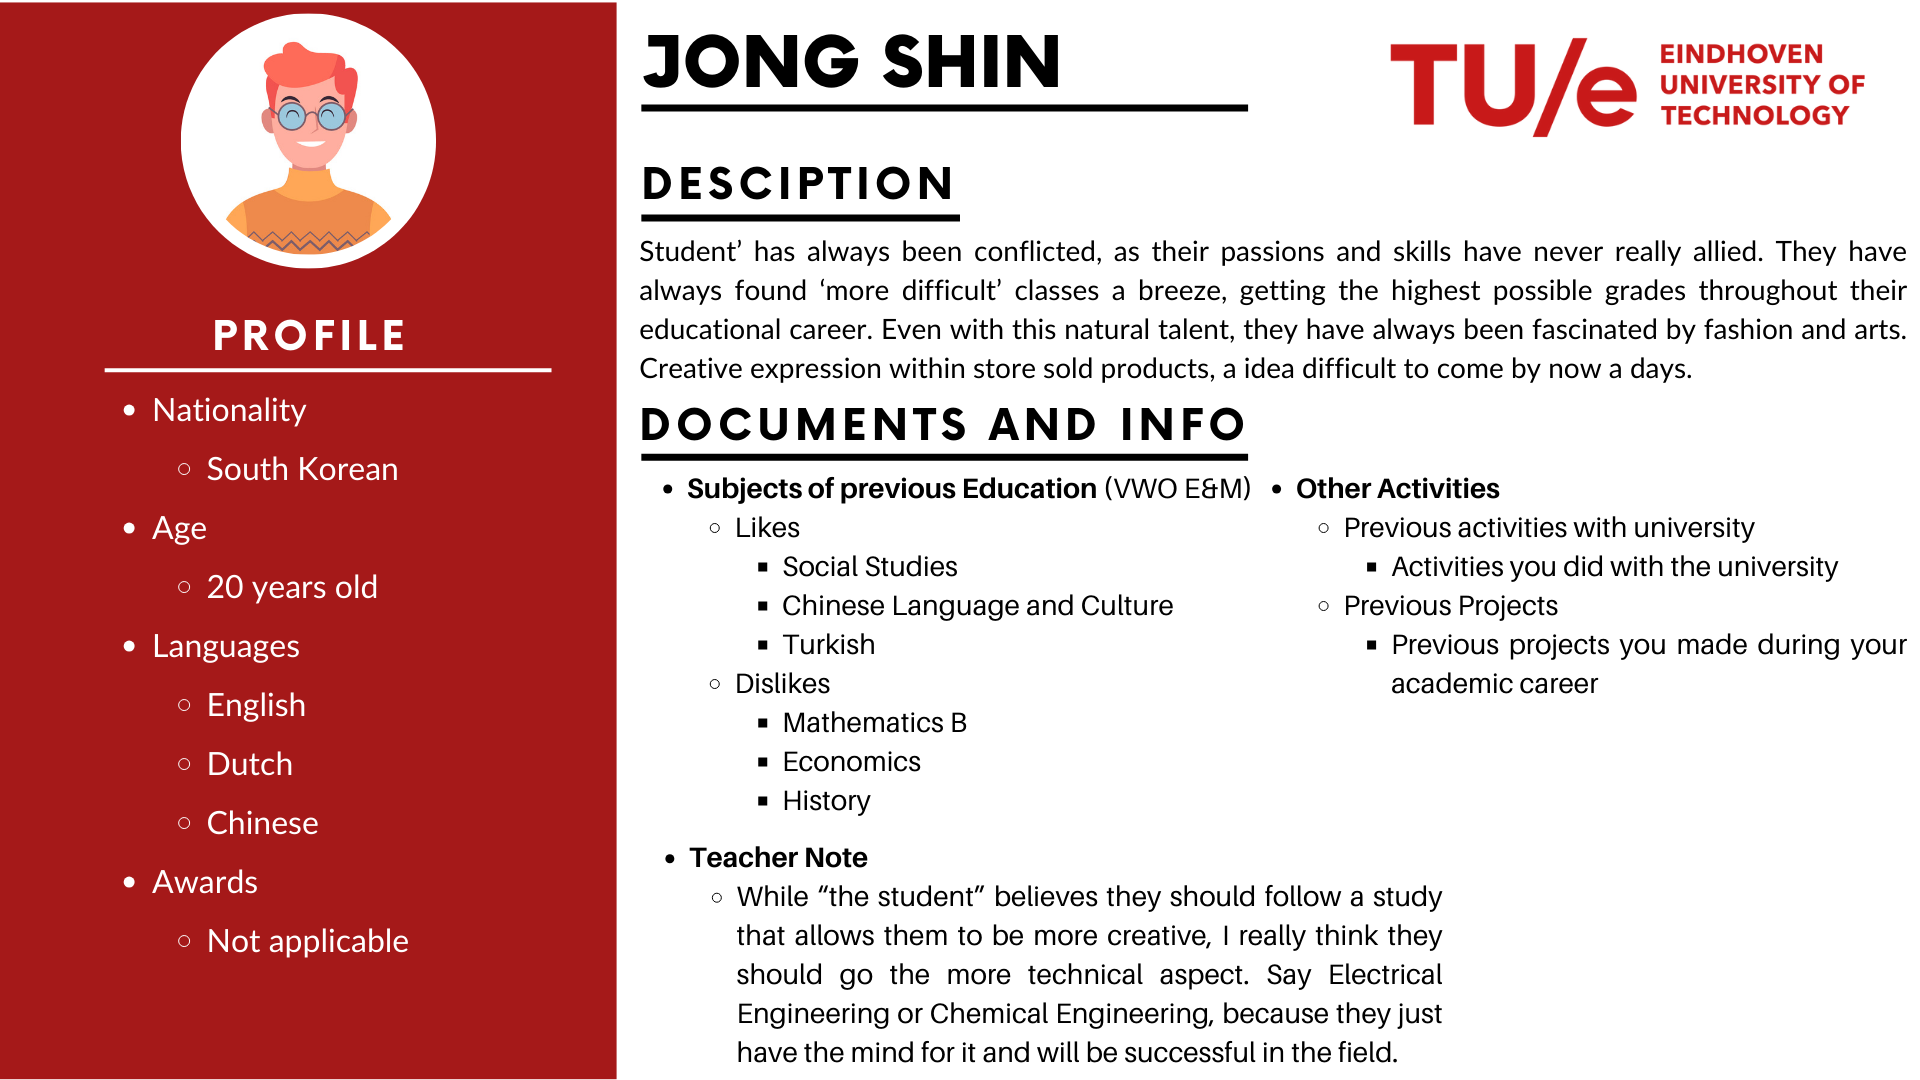 JONG SHIN
TU/e
EINDHOVEN
UNIVERSITY OF
TECHNOLOGY
PROFILE
• Nationality
○ South Korean
• Age
○ 20 years old
• Languages
○ English
○ Dutch
○ Chinese
• Awards
○ Not applicable
DESCIPTION
Student’ has always been conflicted, as their passions and skills have never really allied. They have
always found ‘more difficult’ classes a breeze, getting the highest possible grades throughout their
educational career. Even with this natural talent, they have always been fascinated by fashion and arts.
Creative expression within store sold products, a idea difficult to come by now a days.
DOCUMENTS AND INFO
• Subjects of previous Education (VWO E&M)
○ Likes
▪ Social Studies
▪ Chinese Language and Culture
▪ Turkish
○ Dislikes
▪ Mathematics B
▪ Economics
▪ History
• Other Activities
○ Previous activities with university
▪ Activities you did with the university
○ Previous Projects
▪ Previous projects you made during your
academic career
• Teacher Note
○ While “the student” believes they should follow a study
that allows them to be more creative, I really think they
should go the more technical aspect. Say Electrical
Engineering or Chemical Engineering, because they just
have the mind for it and will be successful in the field.